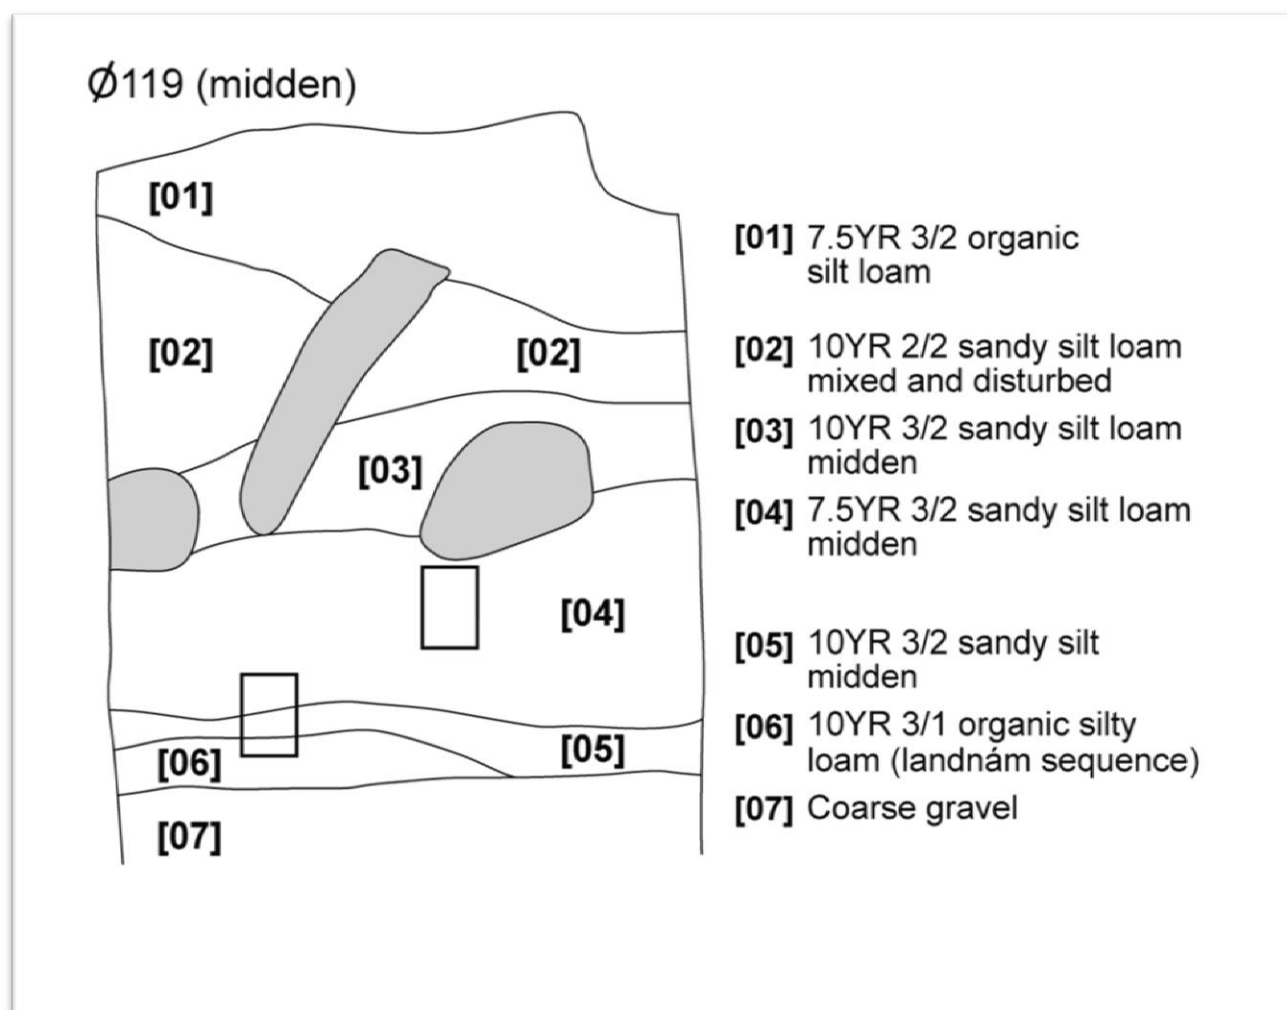 Ø119 (midden)
[01]
[02]
[02]
[03]
[04]
[05]
[06]
[07]
[01] 7.5YR 3/2 organic
silt loam
[02] 10YR 2/2 sandy silt loam
mixed and disturbed
[03] 10YR 3/2 sandy silt loam
midden
[04] 7.5YR 3/2 sandy silt loam
midden
[05] 10YR 3/2 sandy silt
midden
[06] 10YR 3/1 organic silty
loam (landnám sequence)
[07] Coarse gravel